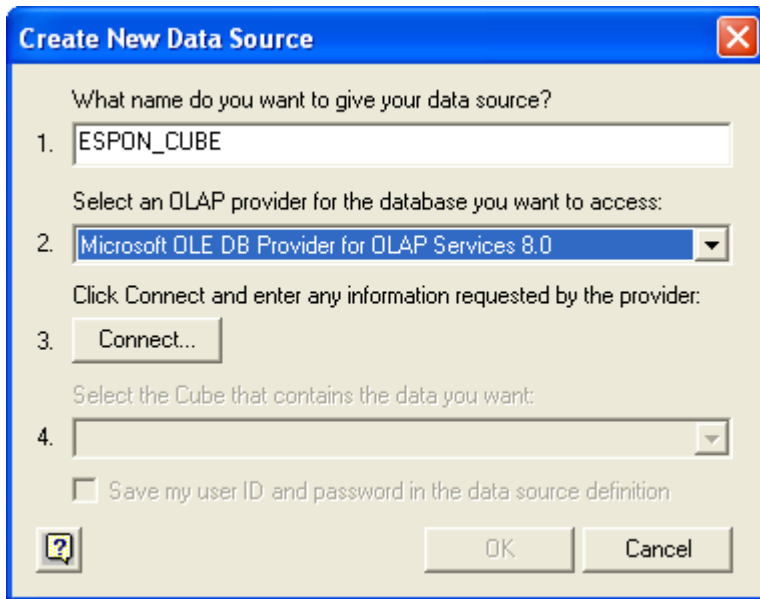 Create New Data Source
What name do you want to give your data source?
1. ESPON_CUBE
Select an OLAP provider for the database you want to access:
2. Microsoft OLE DB Provider for OLAP Services 8.0
Click Connect and enter any information requested by the provider:
3. Connect...
Select the Cube that contains the data you want:
4.
Save my user ID and password in the data source definition
? OK Cancel